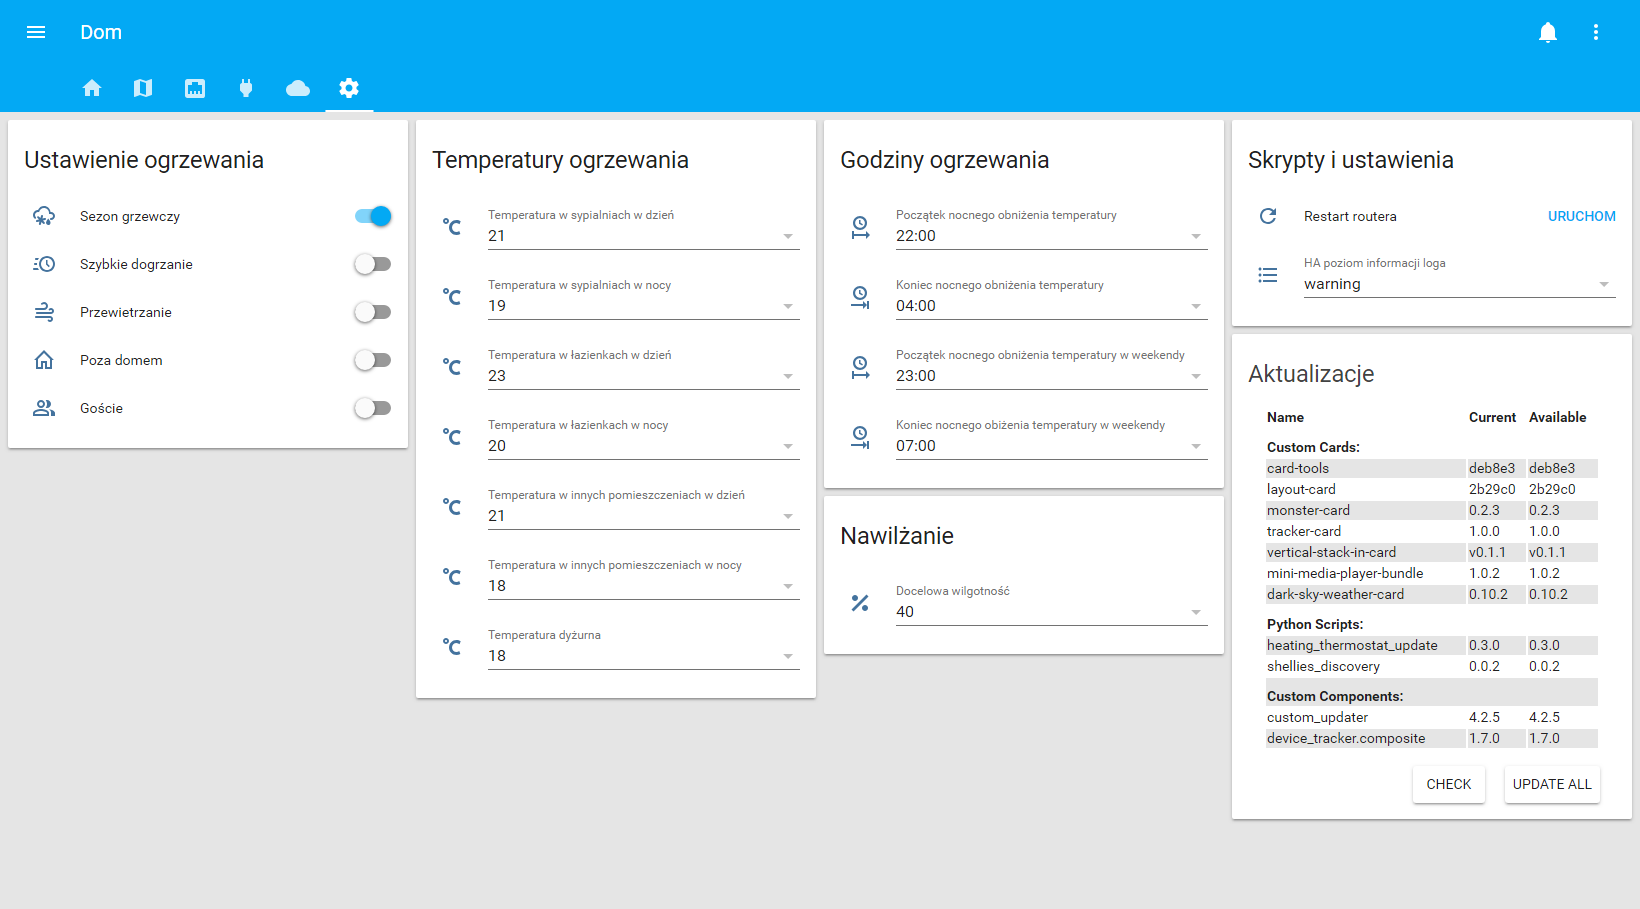 Dom
Ustawienie ogrzewania
Sezon grzewczy
Szybkie dogrzanie
Przewietrzanie
Poza domem
Goście
Temperatury ogrzewania
°C Temperatura w sypialniach w dzień
21
°C Temperatura w sypialniach w nocy
19
°C Temperatura w łazienkach w dzień
23
°C Temperatura w łazienkach w nocy
20
°C Temperatura w innych pomieszczeniach w dzień
21
°C Temperatura w innych pomieszczeniach w nocy
18
°C Temperatura dyżurna
18
Godziny ogrzewania
Początek nocnego obniżenia temperatury
22:00
Koniec nocnego obniżenia temperatury
04:00
Początek nocnego obniżenia temperatury w weekendy
23:00
Koniec nocnego obiżenia temperatury w weekendy
07:00
Nawilżanie
% Docelowa wilgotność
40
Skrypty i ustawienia
Restart routera URUCHOM
HA poziom informacji loga
warning
Aktualizacje
Name Current Available
Custom Cards:
card-tools deb8e3 deb8e3
layout-card 2b29c0 2b29c0
monster-card 0.2.3 0.2.3
tracker-card 1.0.0 1.0.0
vertical-stack-in-card v0.1.1 v0.1.1
mini-media-player-bundle 1.0.2 1.0.2
dark-sky-weather-card 0.10.2 0.10.2
Python Scripts:
heating_thermostat_update 0.3.0 0.3.0
shellies_discovery 0.0.2 0.0.2
Custom Components:
custom_updater 4.2.5 4.2.5
device_tracker.composite 1.7.0 1.7.0
CHECK UPDATE ALL